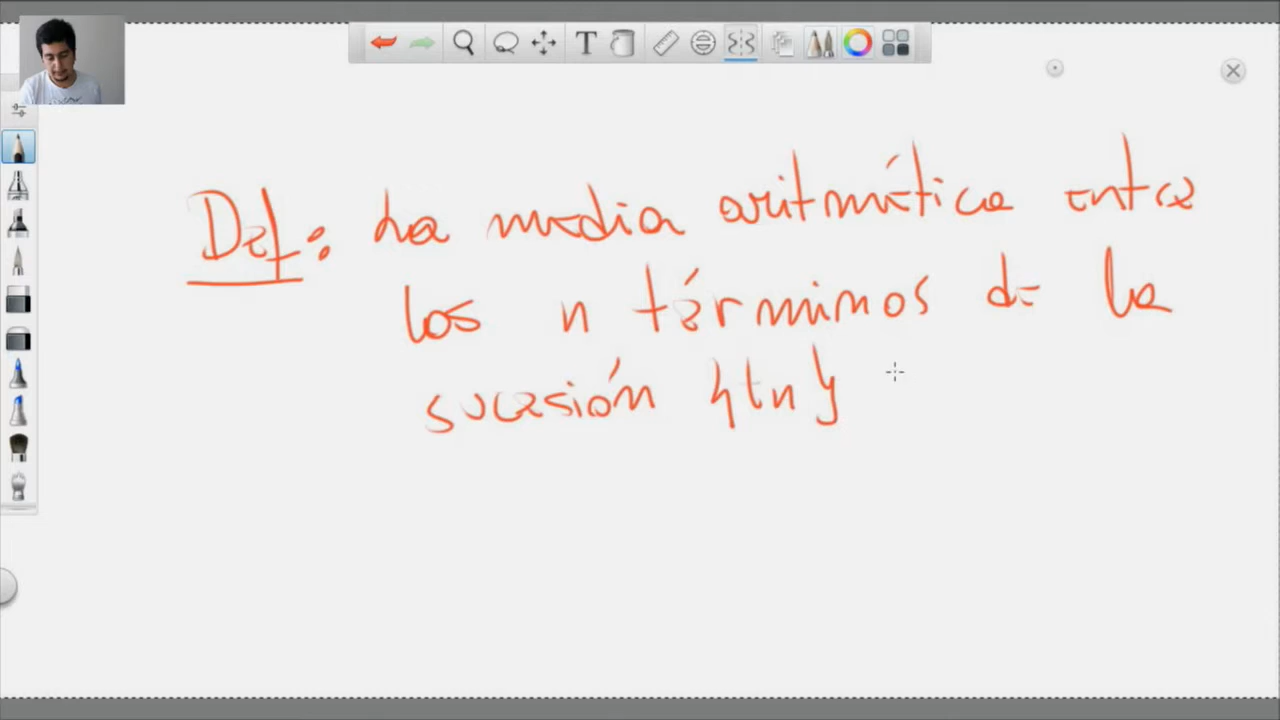 Def: La media aritmética entre
los n términos de la
sucesión {tn}